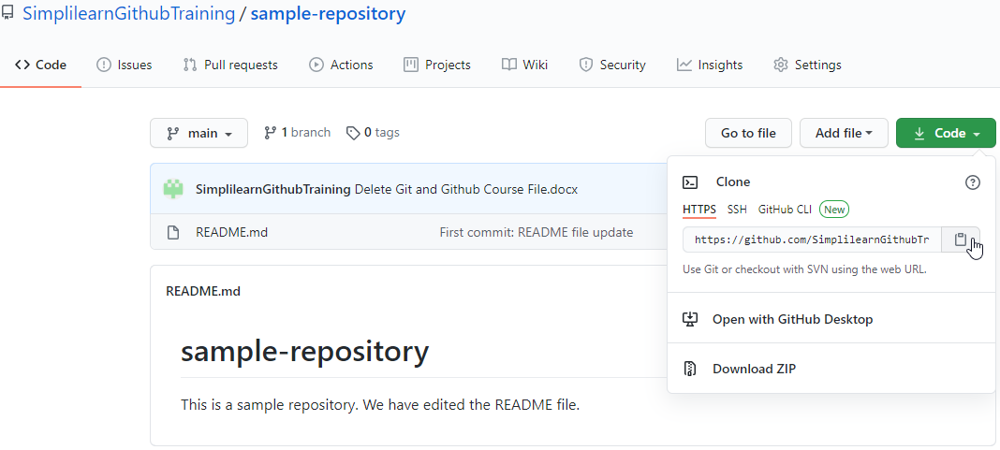 SimplilearnGithubTraining / sample-repository
Code Issues Pull requests Actions Projects Wiki Security Insights Settings
main 1 branch 0 tags Go to file Add file Code
SimplilearnGithubTraining Delete Git and Github Course File.docx
README.md First commit: README file update
Clone
HTTPS SSH GitHub CLI New
https://github.com/SimplilearnGithubTr
Use Git or checkout with SVN using the web URL.
Open with GitHub Desktop
Download ZIP
README.md
sample-repository
This is a sample repository. We have edited the README file.